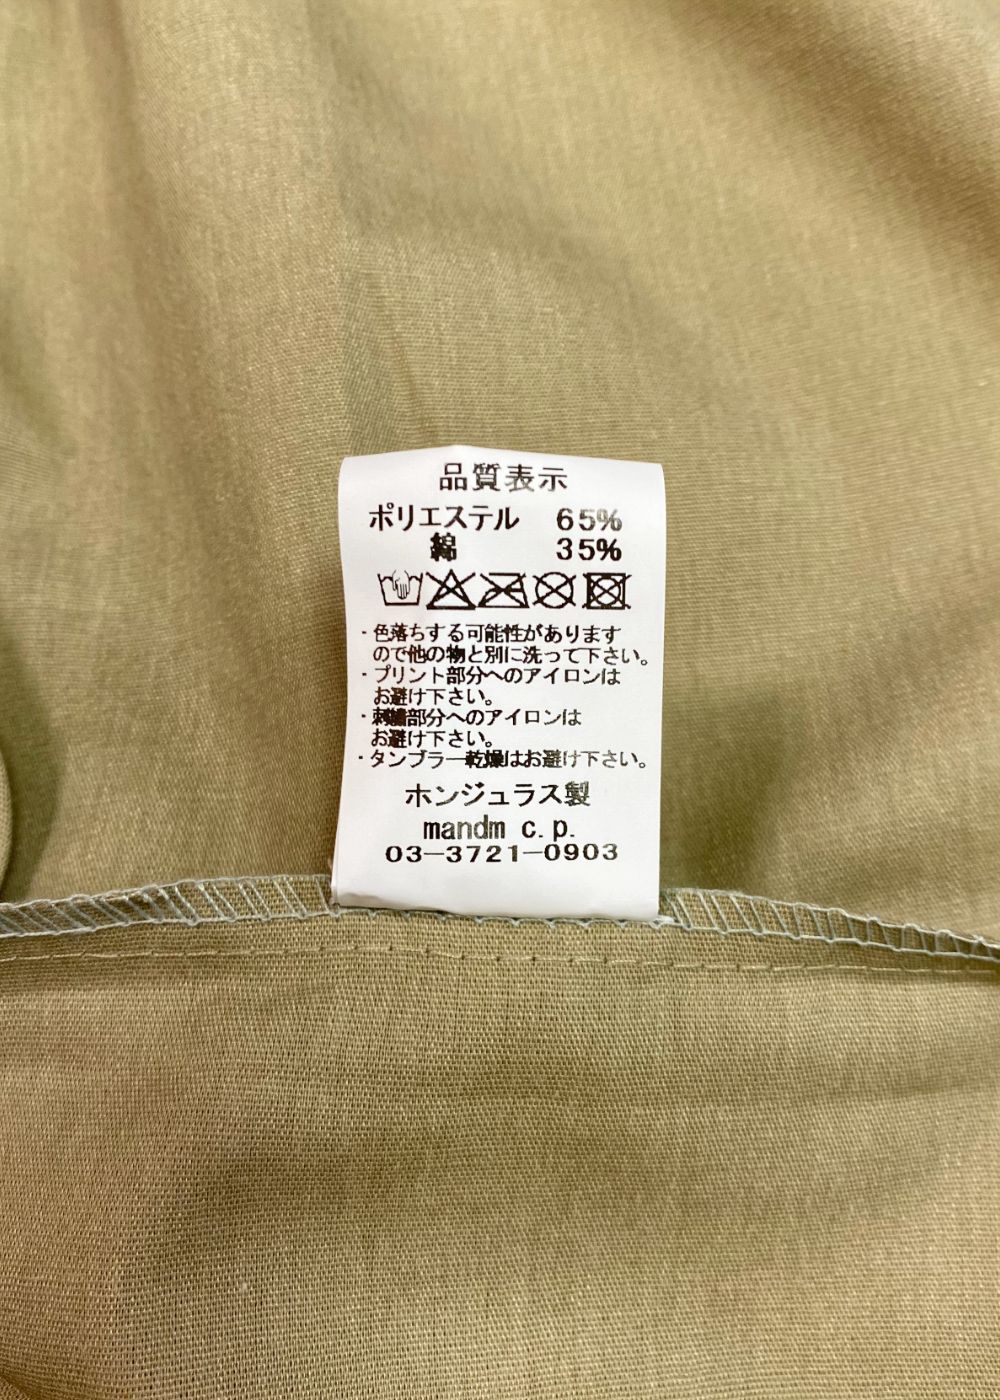 品質表示
ポリエステル 65%
綿 35%
・色落ちする可能性があります
ので他の物と別に洗って下さい。
・プリント部分へのアイロンは
お避け下さい。
・刺繍部分へのアイロンは
お避け下さい。
・タンブラー乾燥はお避け下さい。
ホンジュラス製
mandm c.p.
03-3721-0903